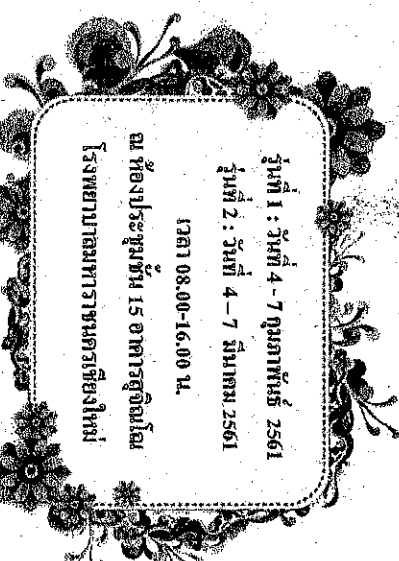 รุ่นที่ 1 : วันที่ 4 - 7 กุมภาพันธ์ 2561
รุ่นที่ 2 : วันที่ 4 – 7 มีนาคม 2561
เวลา 08.00-16.00 น.
ณ ห้องประชุมชั้น 15 อาคารสุจิณโณ
โรงพยาบาลมหาราชนครเชียงใหม่